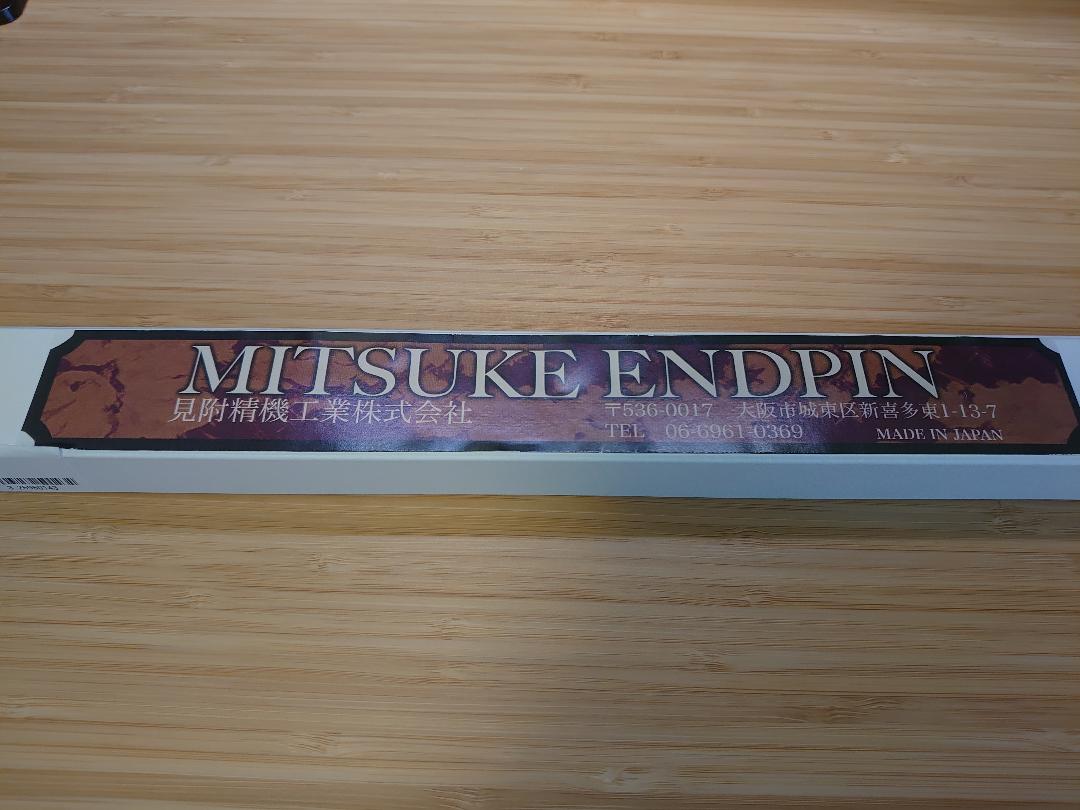 MITSUKE ENDPIN
見附精機工業株式会社
〒536-0017 大阪市城東区新喜多東1-13-7
TEL 06-6961-0369
MADE IN JAPAN